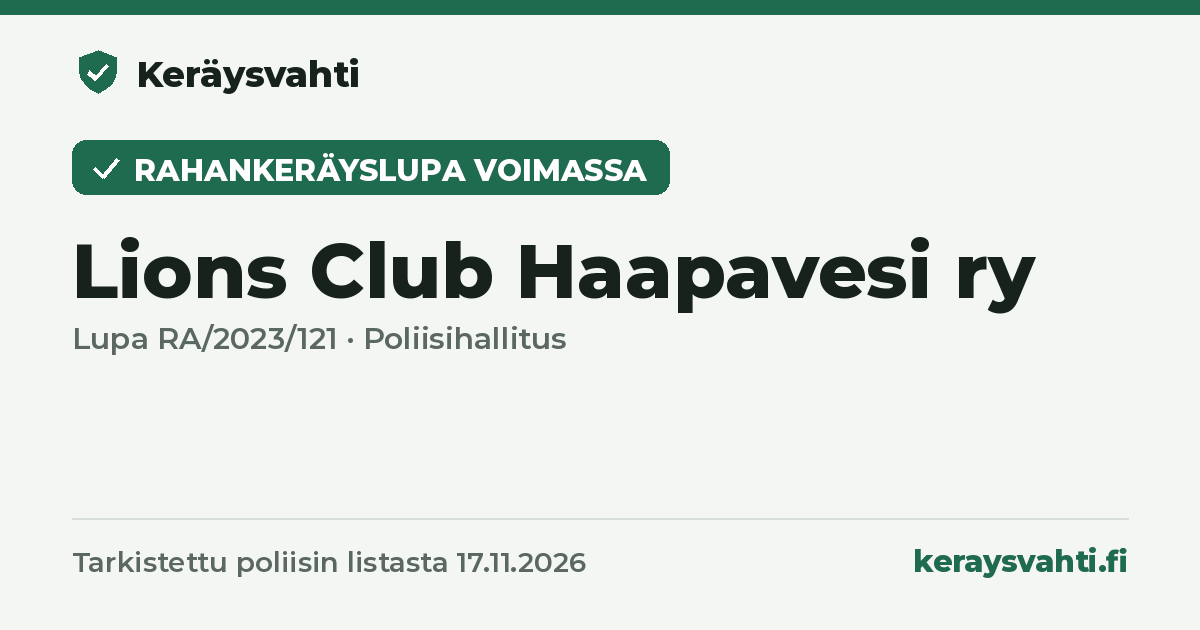 Keräysvahti
RAHANKERÄYSLUPA VOIMASSA
Lions Club Haapavesi ry
Lupa RA/2023/121 · Poliisihallitus
Tarkistettu poliisin listasta 17.11.2026
keraysvahti.fi